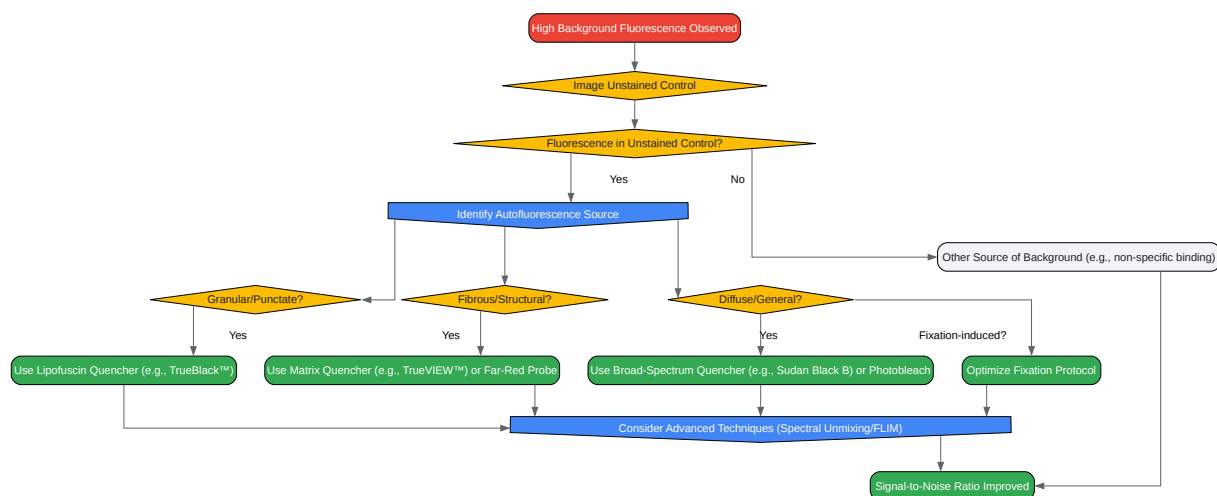 High Background Fluorescence Observed
Image Unstained Control
Fluorescence in Unstained Control?
Yes
No
Identify Autofluorescence Source
Other Source of Background (e.g., non-specific binding)
Granular/Punctate?
Fibrous/Structural?
Diffuse/General?
Yes
Yes
Yes
Fixation-induced?
Use Lipofuscin Quencher (e.g., TrueBlack™)
Use Matrix Quencher (e.g., TrueVIEW™) or Far-Red Probe
Use Broad-Spectrum Quencher (e.g., Sudan Black B) or Photobleach
Optimize Fixation Protocol
Consider Advanced Techniques (Spectral Unmixing/FLIM)
Signal-to-Noise Ratio Improved